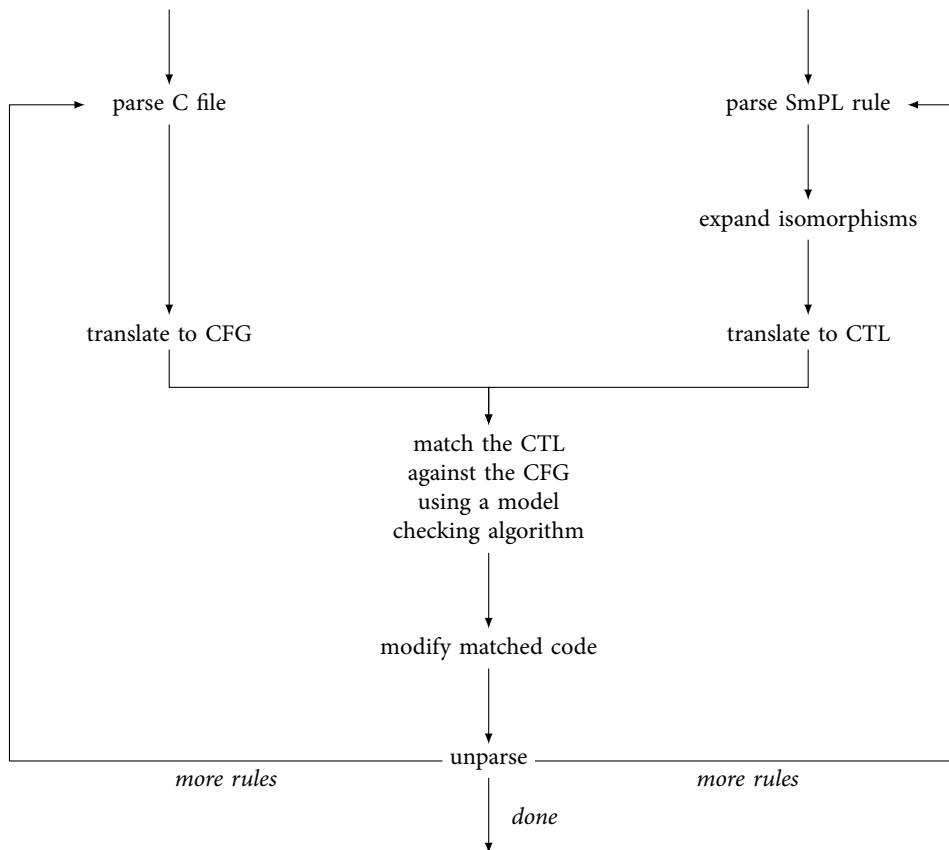 parse C file
parse SmPL rule
expand isomorphisms
translate to CFG
translate to CTL
match the CTL
against the CFG
using a model
checking algorithm
modify matched code
unparse
more rules
more rules
done